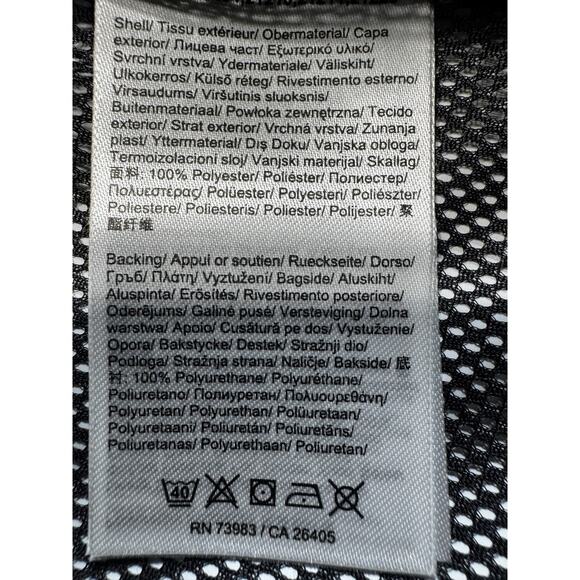 Shell/ Tissu extérieur/ Obermaterial/ Capa
exterior/ Лицева част/ Εξωτερικό υλικό/
Svrchní vrstva/ Ydermateriale/ Väliskiht/
Ulkokerros/ Külső réteg/ Rivestimento esterno/
Virsaudums/ Viršutinis sluoksnis/
Buitenmateriaal/ Powłoka zewnętrzna/ Tecido
exterior/ Strat exterior/ Vrchná vrstva/ Zunanja
plast/ Yttermaterial/ Dış Doku/ Vanjska obloga/
Termoizolacioni sloj/ Vanjski materijal/ Skallag/
面料: 100% Polyester/ Poliéster/ Полиестер/
Πολυεστέρας/ Polüester/ Polyesteri/ Poliészter/
Poliestere/ Poliesteris/ Poliester/ Polijester/ 聚
酯纤维
Backing/ Appui or soutien/ Rueckseite/ Dorso/
Гръб/ Πλάτη/ Vyztužení/ Bagside/ Aluskiht/
Aluspinta/ Erősítés/ Rivestimento posteriore/
Oderējums/ Galinė pusė/ Versteviging/ Dolna
warstwa/ Apoio/ Cusătură pe dos/ Vystuženie/
Opora/ Bakstycke/ Destek/ Stražnji dio/
Podloga/ Stražnja strana/ Naličje/ Bakside/ 底
衬: 100% Polyurethane/ Polyuréthane/
Poliuretano/ Полиуретан/ Πολυουρεθάνη/
Polyuretan/ Polyurethan/ Polüuretaan/
Polyuretaani/ Poliuretán/ Poliuretāns/
Poliuretanas/ Polyurethaan/ Poliuretan/
40
RN 73983 / CA 26405